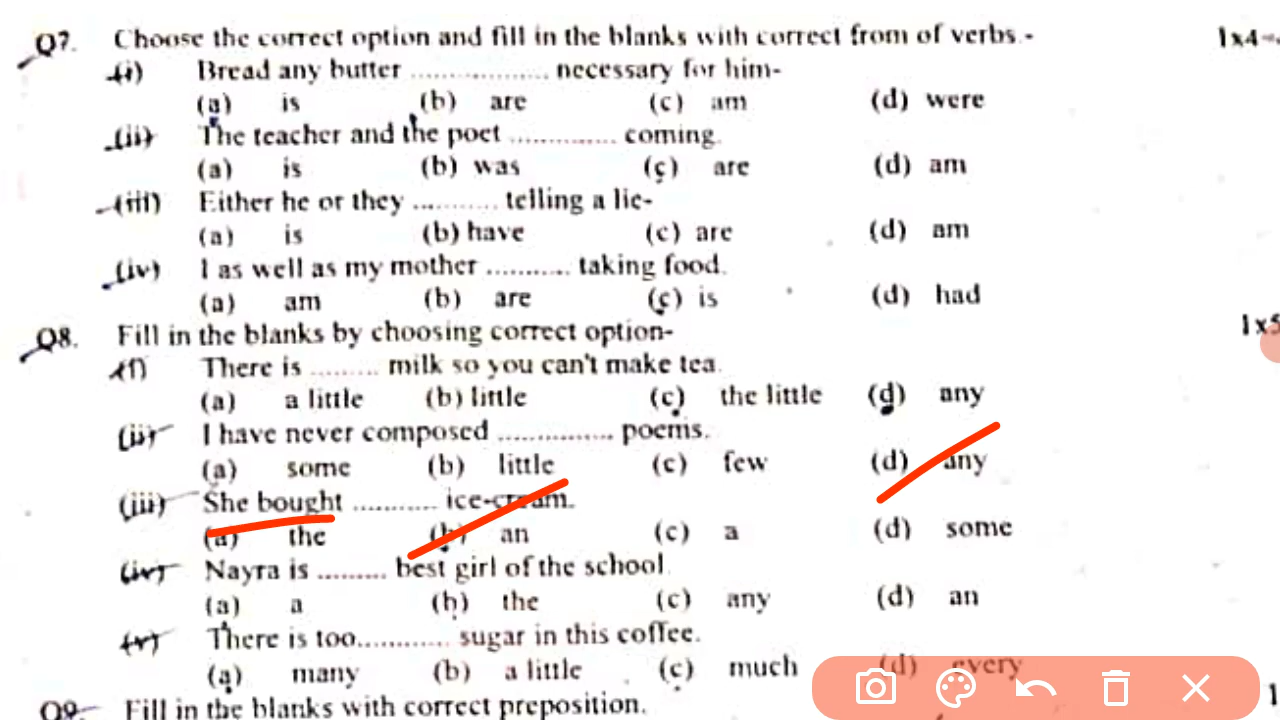 Q7. Choose the correct option and fill in the blanks with correct from of verbs.- 1x4=
(i) Bread any butter .................. necessary for him-
(a) is (b) are (c) am (d) were
(ii) The teacher and the poet .............. coming.
(a) is (b) was (c) are (d) am
(iii) Either he or they ........... telling a lie-
(a) is (b) have (c) are (d) am
(iv) I as well as my mother ........... taking food.
(a) am (b) are (c) is (d) had
Q8. Fill in the blanks by choosing correct option- 1x5
(i) There is ......... milk so you can't make tea.
(a) a little (b) little (c) the little (d) any
(ii) I have never composed ............... poems.
(a) some (b) little (c) few (d) any
(iii) She bought ........... ice-cream.
(a) the (b) an (c) a (d) some
(iv) Nayra is ......... best girl of the school.
(a) a (b) the (c) any (d) an
(v) There is too............ sugar in this coffee.
(a) many (b) a little (c) much (d) every
Q9. Fill in the blanks with correct preposition. 1